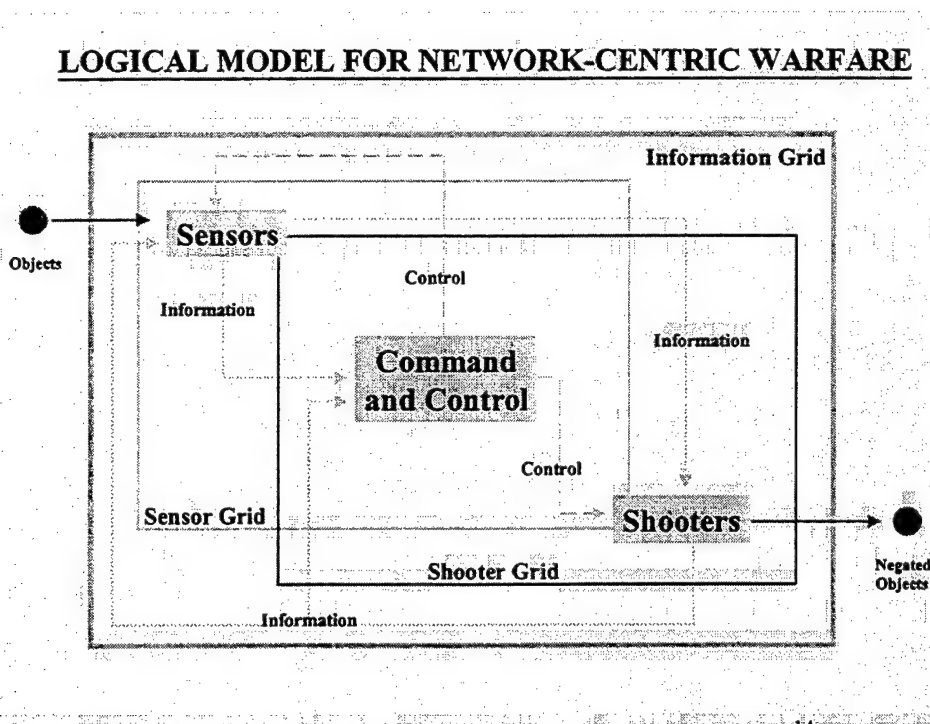 LOGICAL MODEL FOR NETWORK-CENTRIC WARFARE
Information Grid
Sensors
Objects
Control
Information
Information
Command
and Control
Control
Sensor Grid
Shooters
Shooter Grid
Negated
Objects
Information